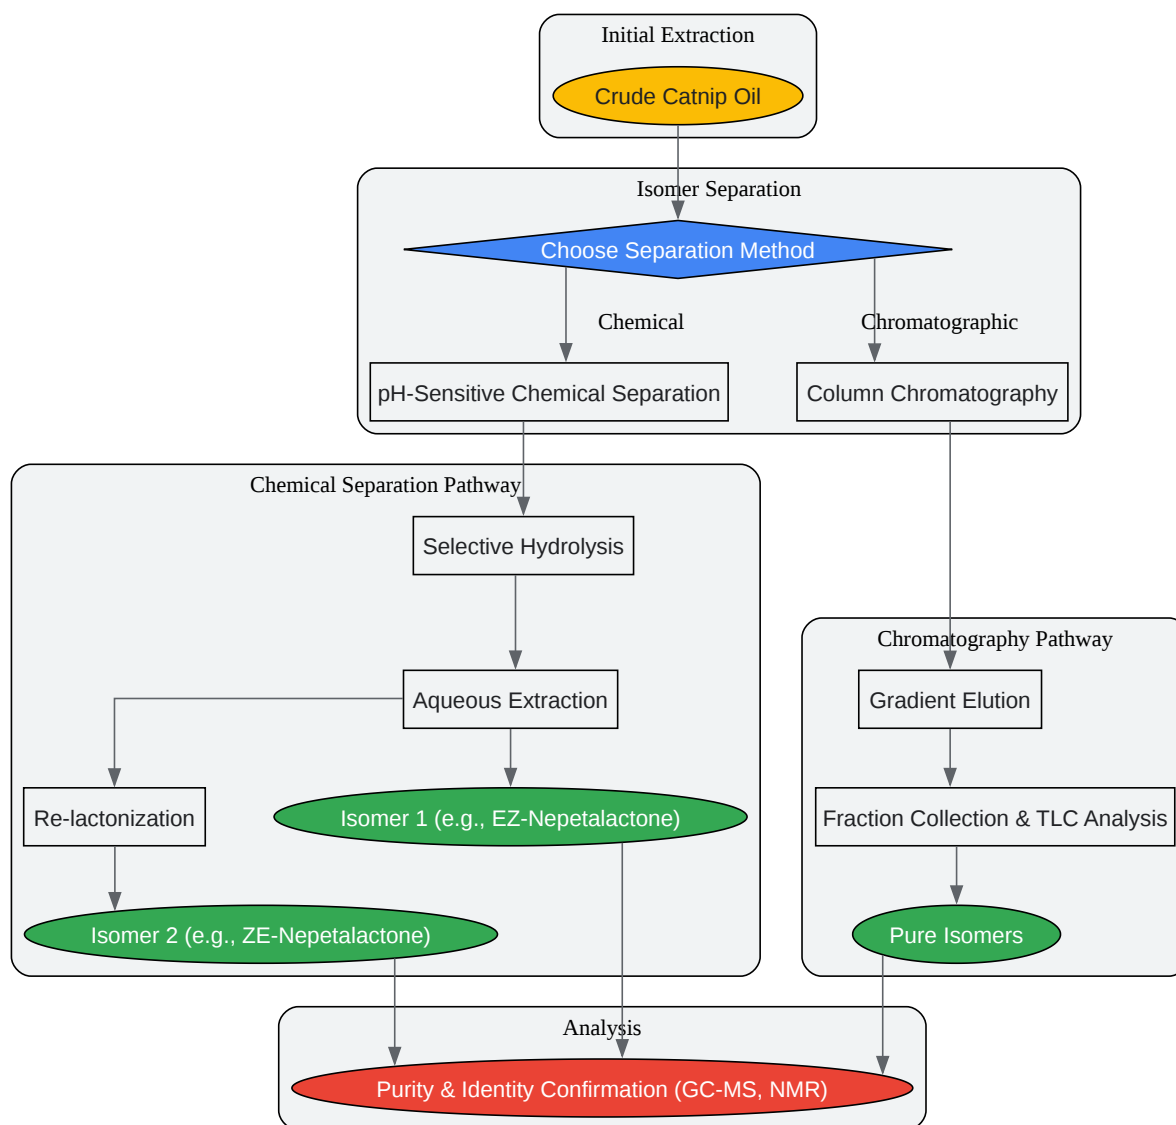 Initial Extraction
Crude Catnip Oil
Isomer Separation
Choose Separation Method
Chemical
Chromatographic
pH-Sensitive Chemical Separation
Column Chromatography
Chemical Separation Pathway
Selective Hydrolysis
Chromatography Pathway
Aqueous Extraction
Gradient Elution
Re-lactonization
Isomer 1 (e.g., EZ-Nepetalactone)
Fraction Collection & TLC Analysis
Isomer 2 (e.g., ZE-Nepetalactone)
Pure Isomers
Analysis
Purity & Identity Confirmation (GC-MS, NMR)